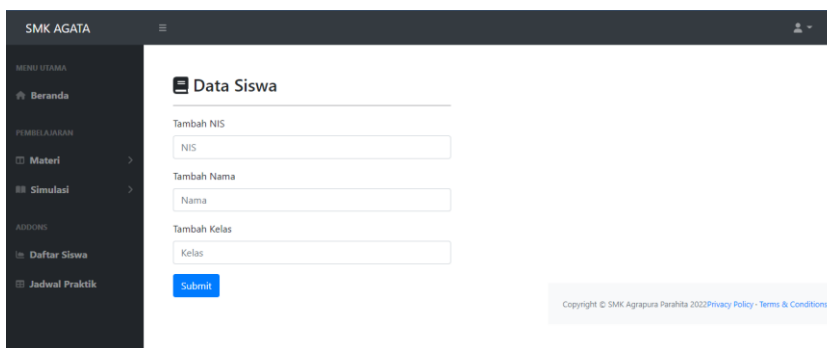 SMK AGATA
MENU UTAMA
Beranda
PEMBELAJARAN
Materi
Simulasi
ADDONS
Daftar Siswa
Jadwal Praktik
Data Siswa
Tambah NIS
NIS
Tambah Nama
Nama
Tambah Kelas
Kelas
Submit
Copyright © SMK Agrapura Parahita 2022Privacy Policy · Terms & Conditions